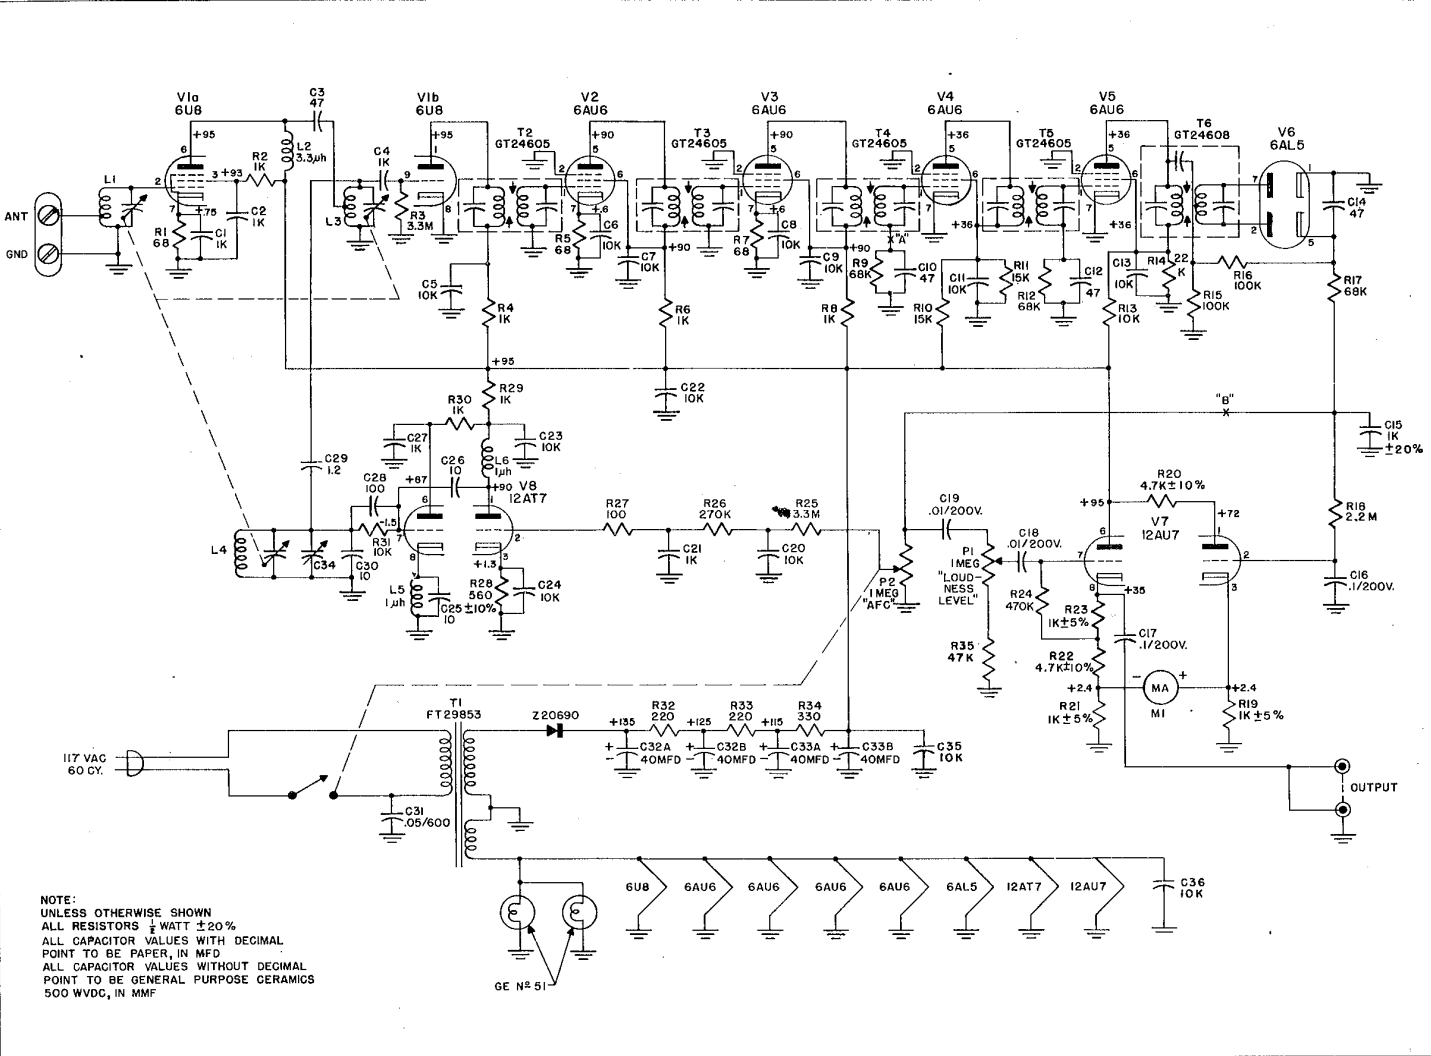 V1a
6U8
C3
47
V1b
6U8
V2
6AU6
V3
6AU6
V4
6AU6
V5
6AU6
T6
GT24608
V6
6AL5
T2
GT24605
T3
GT24605
T4
GT24605
T5
GT24605
+95
6
L2
3.3μh
C4
1K
+95
1
+90
5
+90
5
+36
5
+36
5
L1
2
3
+93
R2
1K
9
8
2
6
2
6
2
6
2
6
7
2
1
5
ANT
GND
7
+.75
R1
68
C1
1K
C2
1K
L3
R3
3.3M
7
+.6
R5
68
C6
10K
C7
10K
+90
7
+.6
R7
68
C8
10K
C9
10K
+90
X"A"
R9
68K
C10
47
7
+36
C11
10K
R11
15K
R12
68K
C12
47
7
+36
C13
10K
R14
22
K
R15
100K
R16
100K
C14
47
R17
68K
C5
10K
R4
1K
R6
1K
R8
1K
R10
15K
R13
10K
+95
R29
1K
C22
10K
R30
1K
C27
1K
C23
10K
"B"
X
C15
1K
±20%
C29
1.2
C28
100
+87
C26
10
L6
1μh
+90
V8
12AT7
6
1
R27
100
R26
270K
R25
3.3M
C19
.01/200V.
+95
R20
4.7K±10%
+72
V7
12AU7
R18
2.2M
L4
C34
C30
10
R31
10K
-1.5
7
8
2
3
+1.3
L5
1μh
C25
10
R28
560
±10%
C24
10K
C21
1K
C20
10K
P2
1 MEG
"AFC"
P1
1 MEG
"LOUD-
NESS
LEVEL"
C18
.01/200V.
7
6
8
+35
1
2
3
R24
470K
R23
1K±5%
C17
.1/200V.
C16
.1/200V.
R35
47K
R22
4.7K±10%
+2.4
R21
1K±5%
-
MA
+
M1
+2.4
R19
1K±5%
T1
FT29853
Z20690
+135
R32
220
+125
R33
220
+115
R34
330
+
-
C32A
40MFD
+
-
C32B
40MFD
+
-
C33A
40MFD
+
-
C33B
40MFD
C35
10K
117 VAC
60 CY.
C31
.05/600
OUTPUT
6U8
6AU6
6AU6
6AU6
6AU6
6AL5
12AT7
12AU7
C36
10K
GE Nº 51
NOTE:
UNLESS OTHERWISE SHOWN
ALL RESISTORS ½ WATT ±20%
ALL CAPACITOR VALUES WITH DECIMAL
POINT TO BE PAPER, IN MFD
ALL CAPACITOR VALUES WITHOUT DECIMAL
POINT TO BE GENERAL PURPOSE CERAMICS
500 WVDC, IN MMF